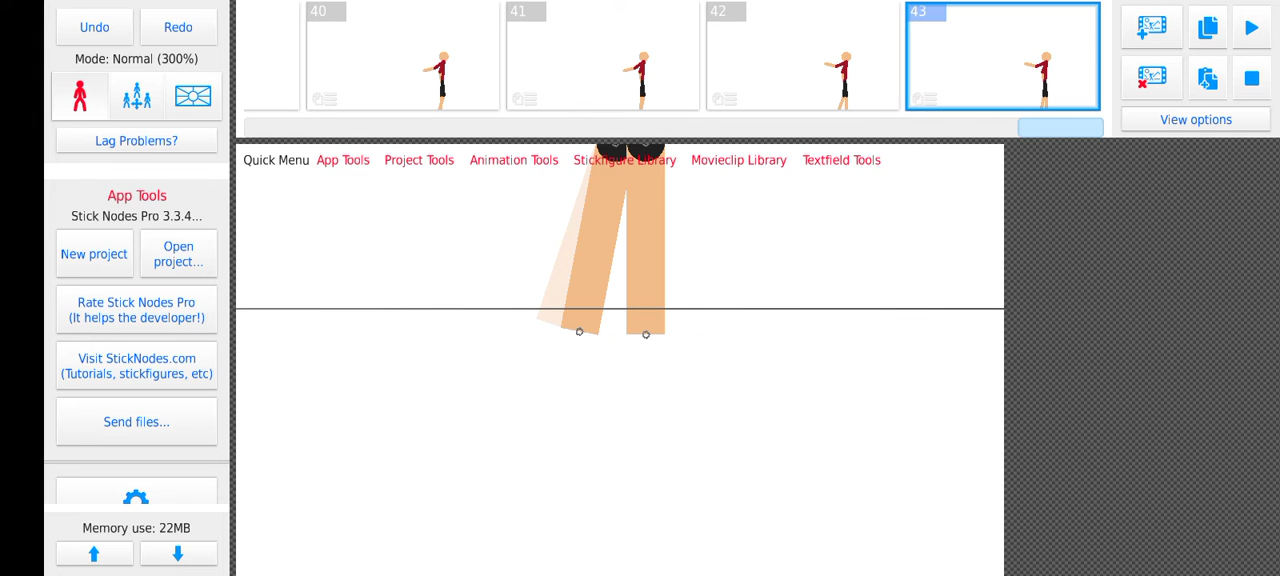 Undo
Redo
Mode: Normal (300%)
Lag Problems?
App Tools
Stick Nodes Pro 3.3.4...
New project
Open
project...
Rate Stick Nodes Pro
(It helps the developer!)
Visit StickNodes.com
(Tutorials, stickfigures, etc)
Send files...
Memory use: 22MB
40
41
42
43
View options
Quick Menu App Tools Project Tools Animation Tools Stickfigure Library Movieclip Library Textfield Tools